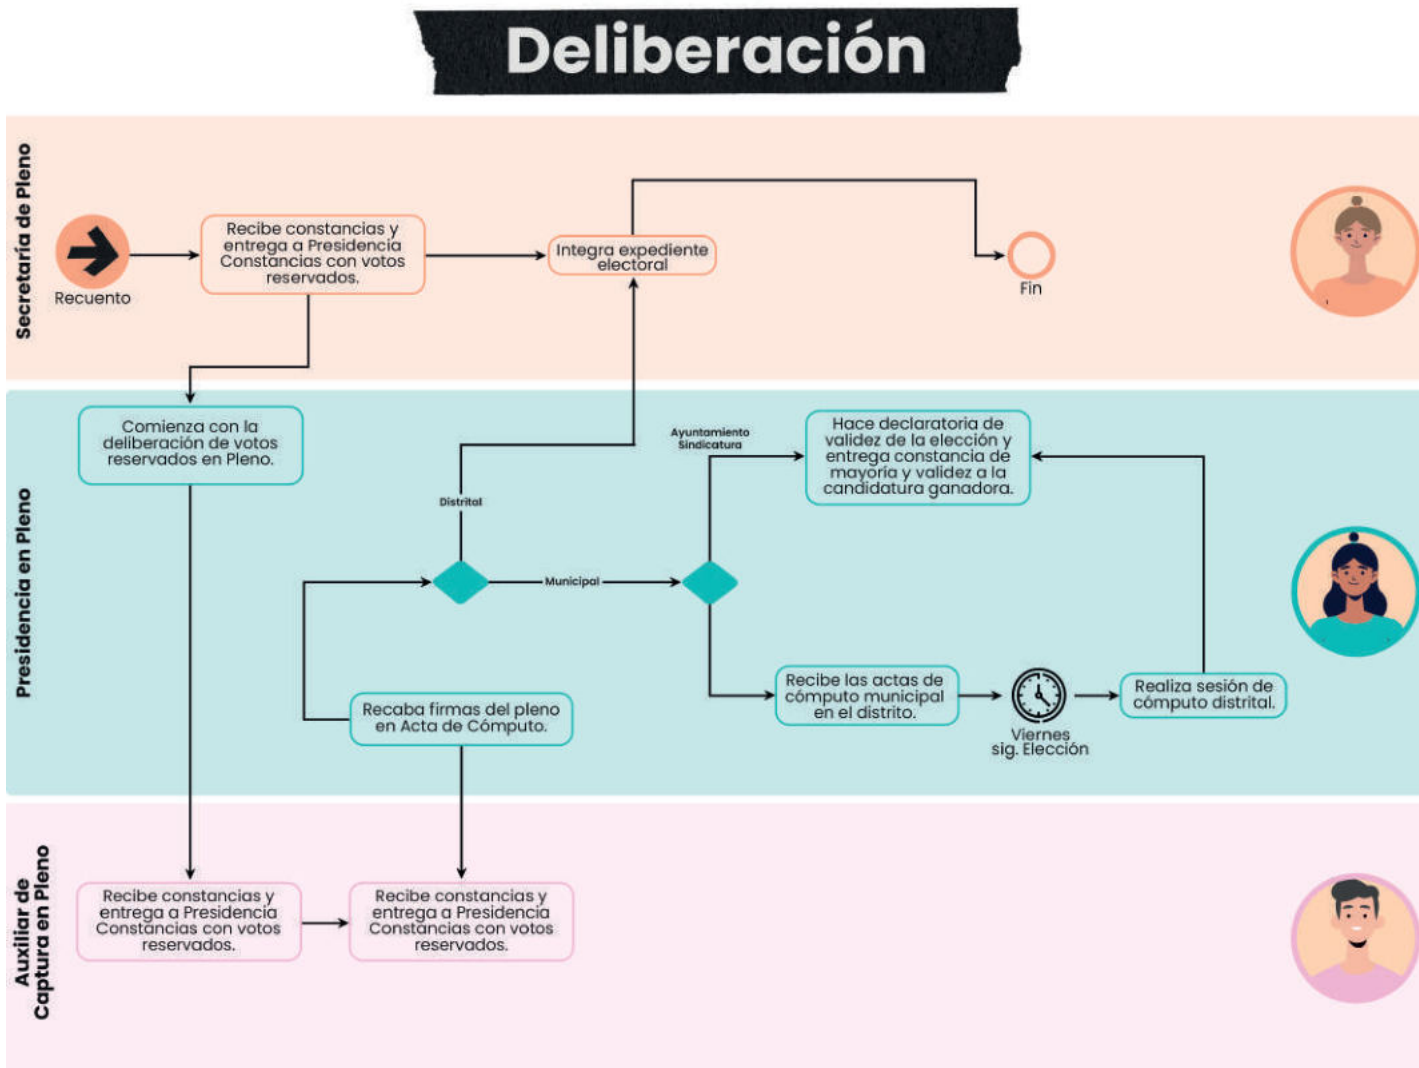 Deliberación
Secretaría de Pleno
Recuento
Recibe constancias y
entrega a Presidencia
Constancias con votos
reservados.
Integra expediente
electoral
Fin
Presidencia en Pleno
Comienza con la
deliberación de votos
reservados en Pleno.
Distrital
Municipal
Ayuntamiento
Sindicatura
Hace declaratoria de
validez de la elección y
entrega constancia de
mayoría y validez a la
candidatura ganadora.
Recaba firmas del pleno
en Acta de Cómputo.
Recibe las actas de
cómputo municipal
en el distrito.
Viernes
sig. Elección
Realiza sesión de
cómputo distrital.
Auxiliar de
Captura en Pleno
Recibe constancias y
entrega a Presidencia
Constancias con votos
reservados.
Recibe constancias y
entrega a Presidencia
Constancias con votos
reservados.